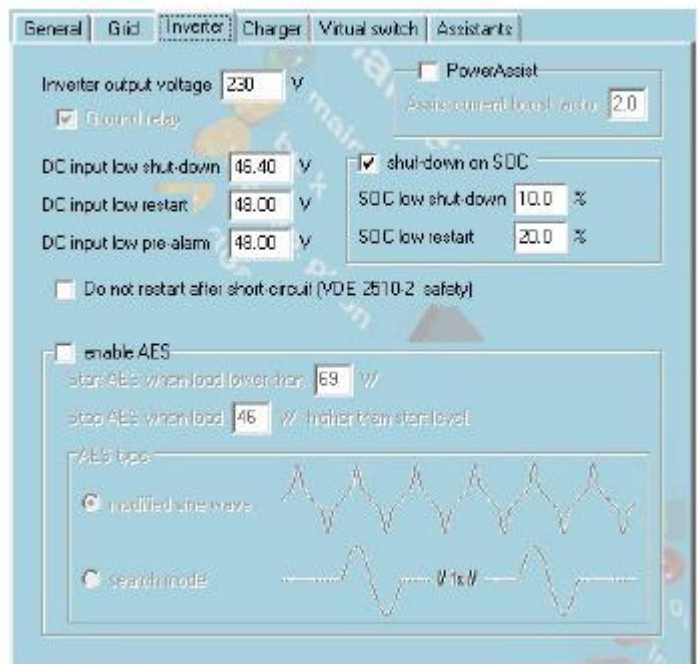 General Grid Inverter Charger Virtual switch Assistants
Inverter output voltage 230 V
Ground relay
PowerAssist
Assist current boost factor 2.0
DC input low shut-down 46.40 V
DC input low restart 48.00 V
DC input low pre-alarm 48.00 V
shut-down on SOC
SOC low shut-down 10.0 %
SOC low restart 20.0 %
Do not restart after short-circuit (VDE 2510-2 safety)
enable AES
Start AES when load lower than 69 W
Stop AES when load 46 W higher than start level.
AES type
modified sine wave
search mode
// 1s //